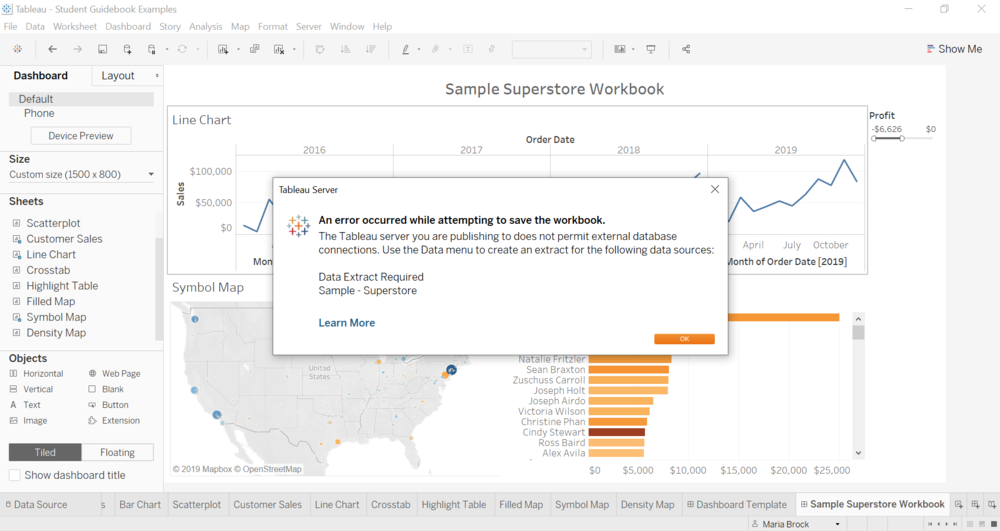 Tableau - Student Guidebook Examples
File Data Worksheet Dashboard Story Analysis Map Format Server Window Help
Show Me
Dashboard Layout
Default
Phone
Device Preview
Size
Custom size (1500 x 800)
Sheets
Scatterplot
Customer Sales
Line Chart
Crosstab
Highlight Table
Filled Map
Symbol Map
Density Map
Objects
Horizontal Web Page
Vertical Blank
A Text Button
Image Extension
Tiled Floating
Show dashboard title
Sample Superstore Workbook
Line Chart
Order Date
2016 2017 2018 2019
Sales
$100,000
$50,000
$0
April July October
Mon
Month of Order Date [2019]
Profit
-$6,626 $0
Tableau Server
An error occurred while attempting to save the workbook.
The Tableau server you are publishing to does not permit external database
connections. Use the Data menu to create an extract for the following data sources:
Data Extract Required
Sample - Superstore
Learn More
OK
Symbol Map
United
States
© 2019 Mapbox © OpenStreetMap
Natalie Fritzler
Sean Braxton
Zuschuss Carroll
Joseph Holt
Joseph Airdo
Victoria Wilson
Christine Phan
Cindy Stewart
Ross Baird
Alex Avila
$0 $5,000 $10,000 $15,000 $20,000 $25,000
Data Source s Bar Chart Scatterplot Customer Sales Line Chart Crosstab Highlight Table Filled Map Symbol Map Density Map Dashboard Template Sample Superstore Workbook
Maria Brock